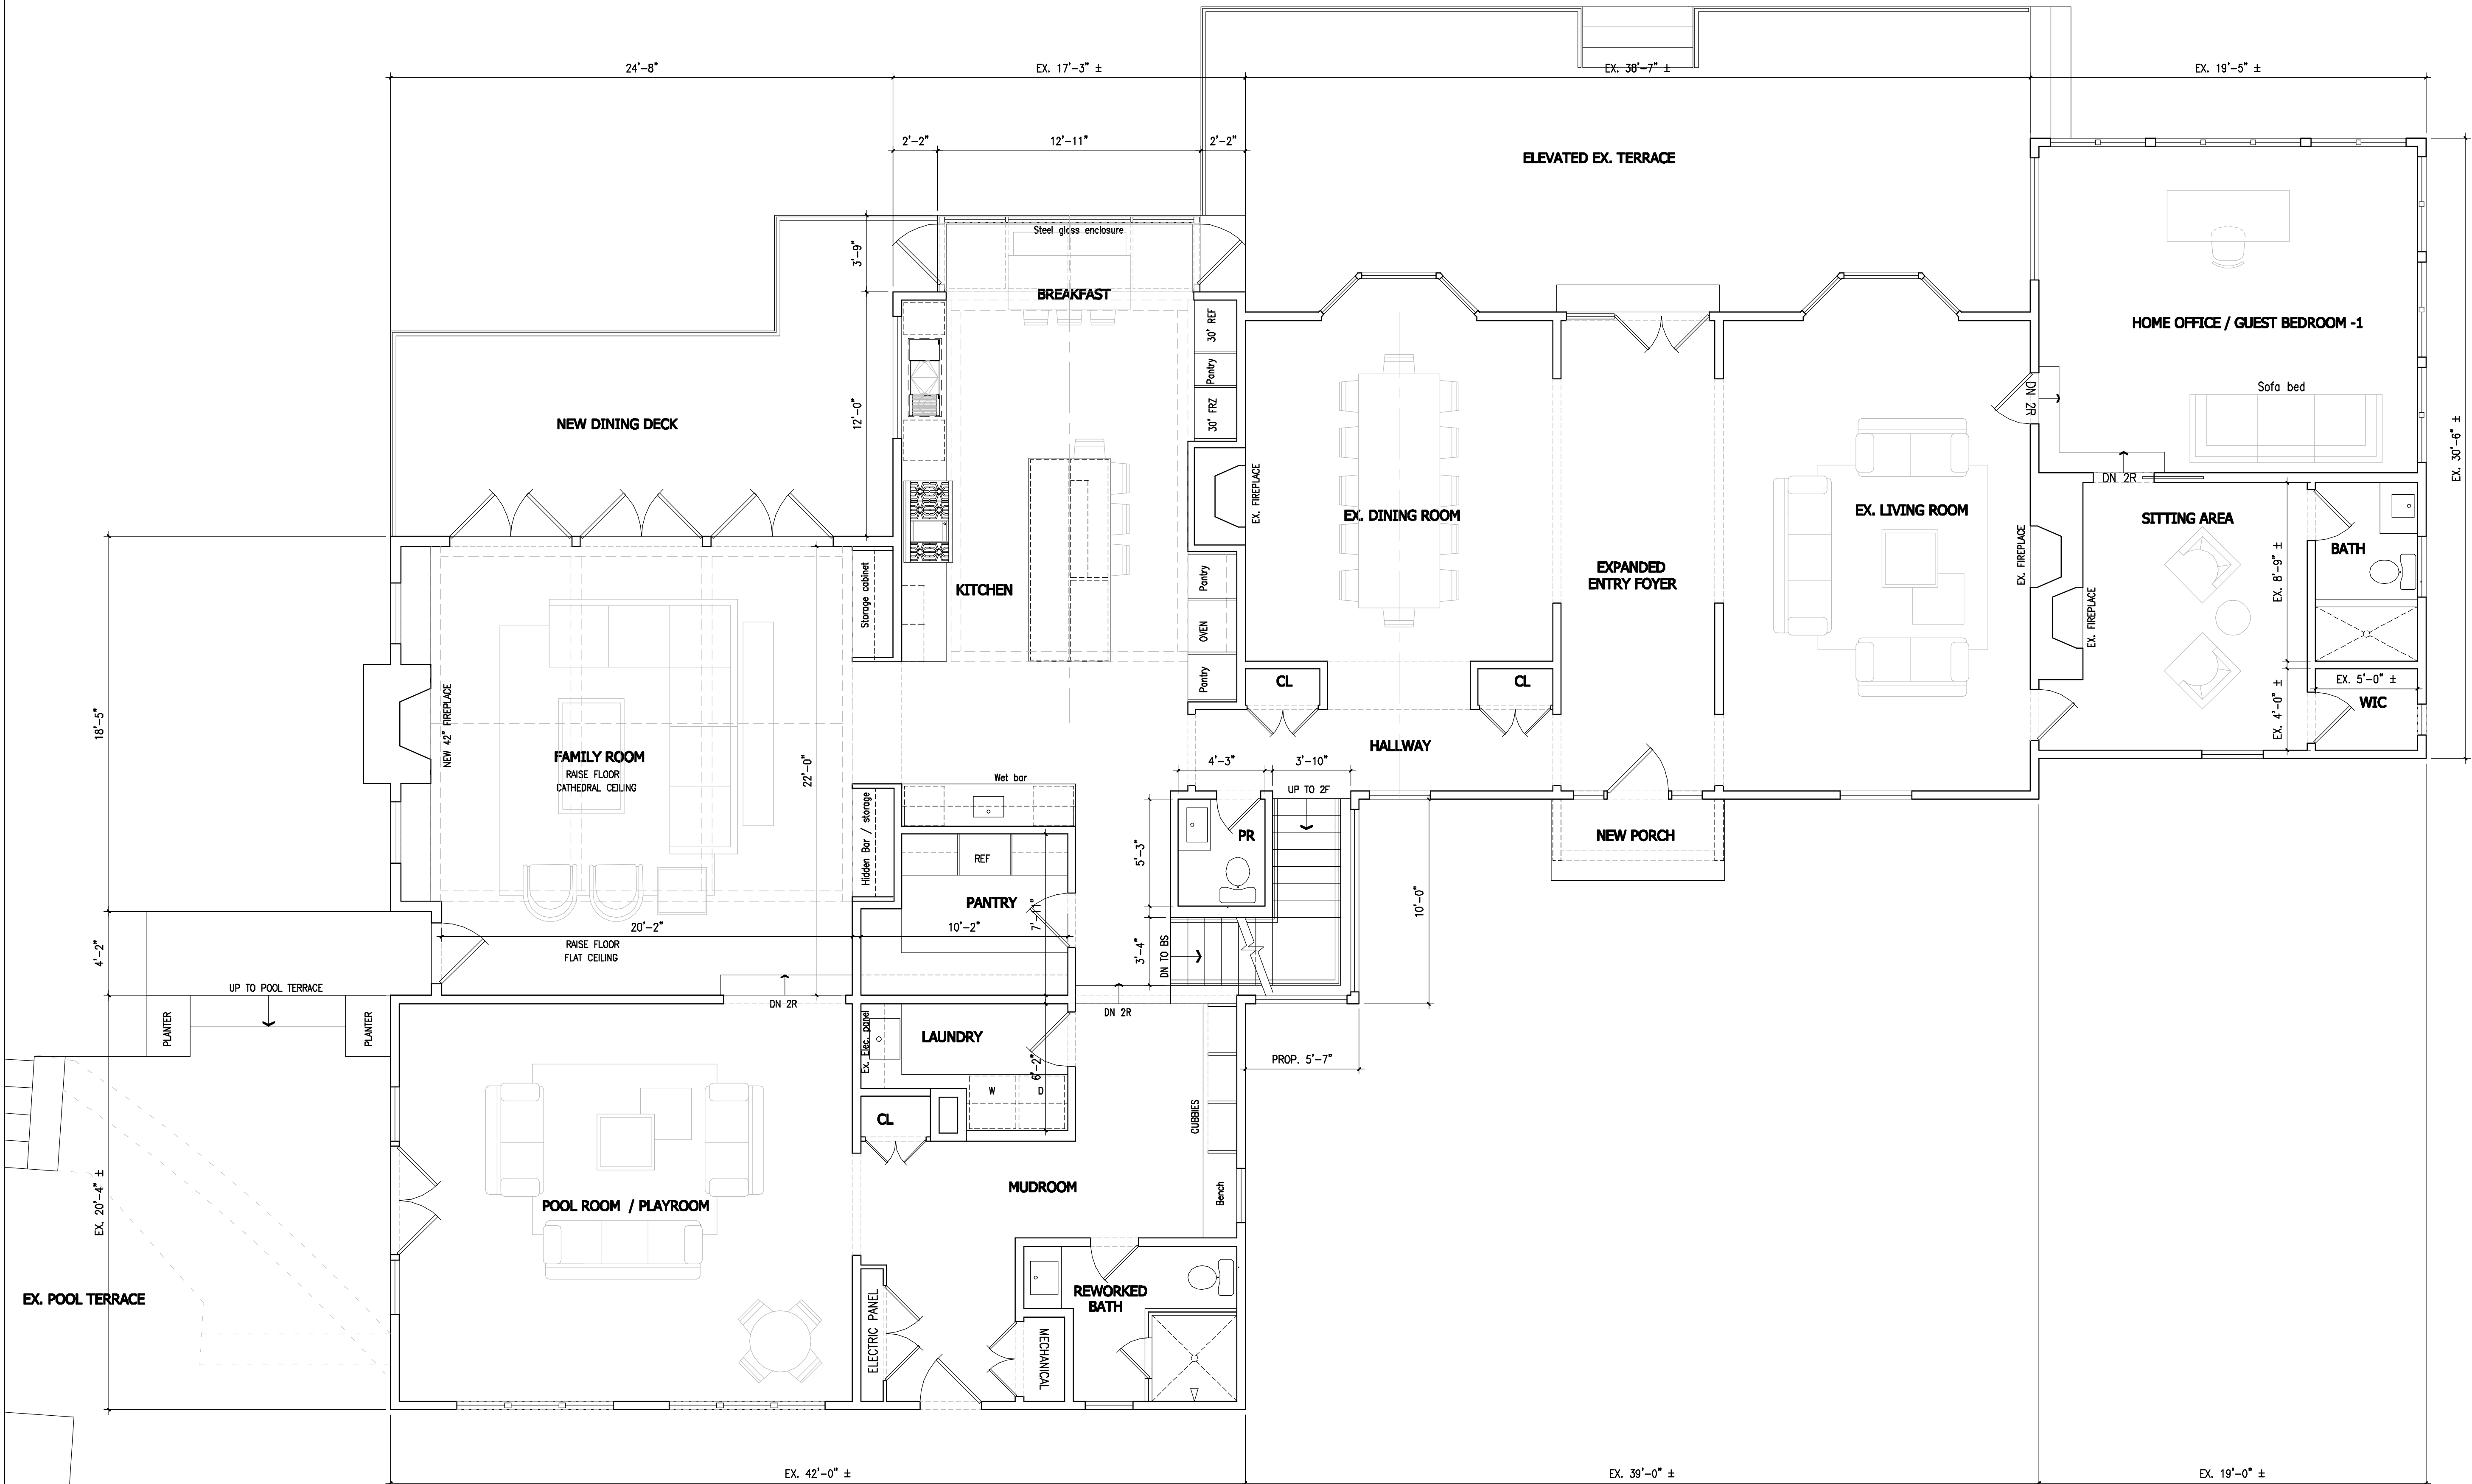 24'-8"
EX. 17'-3" ±
EX. 38'-7" ±
EX. 19'-5" ±
2'-2"
12'-11"
2'-2"
ELEVATED EX. TERRACE
Steel glass enclosure
3'-9"
BREAKFAST
30' REF
Pantry
30' FRZ
HOME OFFICE / GUEST BEDROOM -1
Sofa bed
DN 2R
DN 2R
EX. 30'-6" ±
NEW DINING DECK
12'-0"
EX. FIREPLACE
EX. DINING ROOM
EX. LIVING ROOM
EX. FIREPLACE
SITTING AREA
EX. 8'-9" ±
BATH
Storage cabinet
KITCHEN
Pantry
OVEN
Pantry
EXPANDED
ENTRY FOYER
EX. FIREPLACE
CL
CL
EX. 5'-0" ±
EX. 4'-0" ±
WIC
18'-5"
NEW 42" FIREPLACE
FAMILY ROOM
RAISE FLOOR
CATHEDRAL CEILING
22'-0"
HALLWAY
4'-3"
3'-10"
Wet bar
UP TO 2F
Hidden Bar / storage
REF
PR
5'-3"
NEW PORCH
PANTRY
7'-11"
10'-0"
20'-2"
10'-2"
RAISE FLOOR
FLAT CEILING
4'-2"
3'-4"
DN TO BS
UP TO POOL TERRACE
DN 2R
DN 2R
PLANTER
PLANTER
Ex. Elec. panel
LAUNDRY
6'-2"
PROP. 5'-7"
W
D
CL
CUBBIES
EX. 20'-4" ±
MUDROOM
Bench
POOL ROOM / PLAYROOM
EX. POOL TERRACE
REWORKED
BATH
ELECTRIC PANEL
MECHANICAL
EX. 42'-0" ±
EX. 39'-0" ±
EX. 19'-0" ±